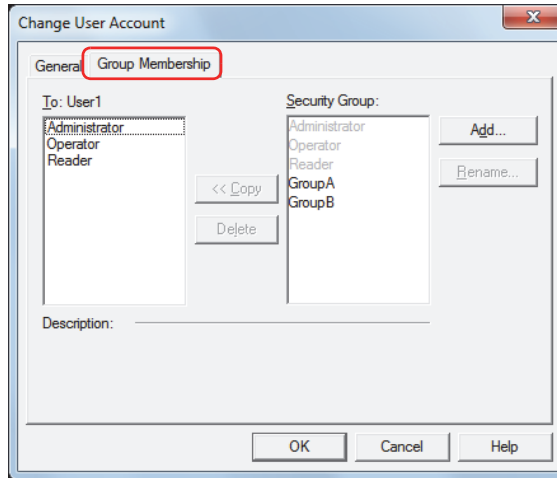 Change User Account
General
Group Membership
To: User1
Administrator
Operator
Reader
<< Copy
Delete
Security Group:
Administrator
Operator
Reader
GroupA
GroupB
Add...
Rename...
Description:
OK
Cancel
Help